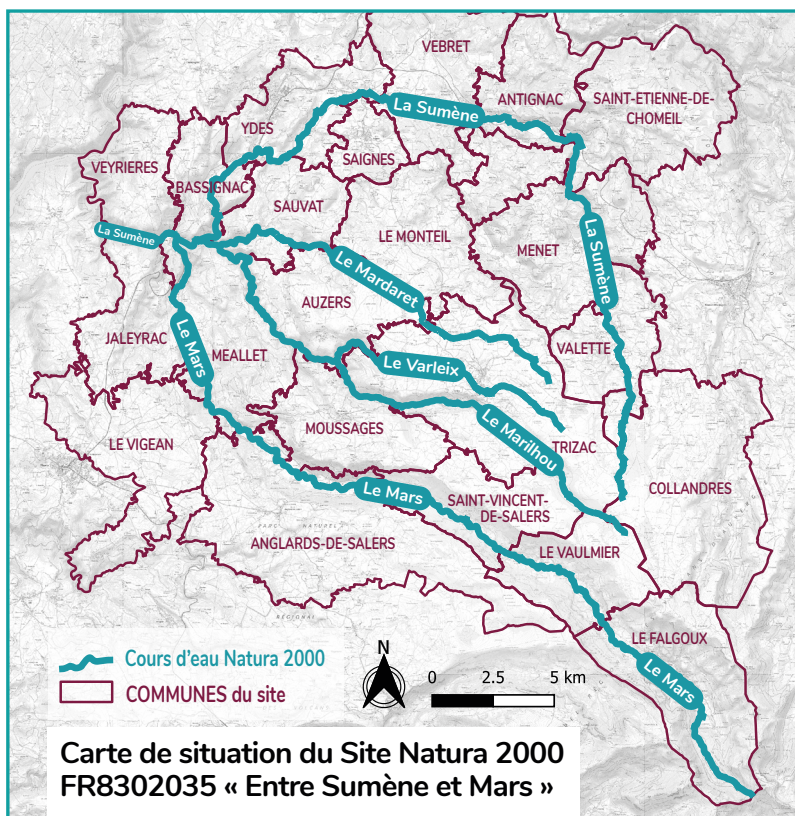 VEBRET
ANTIGNAC
SAINT-ETIENNE-DE-
CHOMEIL
La Sumène
YDES
SAIGNES
VEYRIERES
BASSIGNAC
SAUVAT
LE MONTEIL
MENET
La Sumène
La Sumène
Le Mardaret
AUZERS
JALEYRAC
Le Mars
MEALLET
Le Varleix
VALETTE
LE VIGEAN
MOUSSAGES
Le Marilhou
TRIZAC
Le Mars
SAINT-VINCENT-
DE-SALERS
COLLANDRES
ANGLARDS-DE-SALERS
LE VAULMIER
PARC NATUREL
RÉGIONAL
LE FALGOUX
Le Mars
Cours d'eau Natura 2000
COMMUNES du site
N
0 2.5 5 km
Carte de situation du Site Natura 2000
FR8302035 « Entre Sumène et Mars »